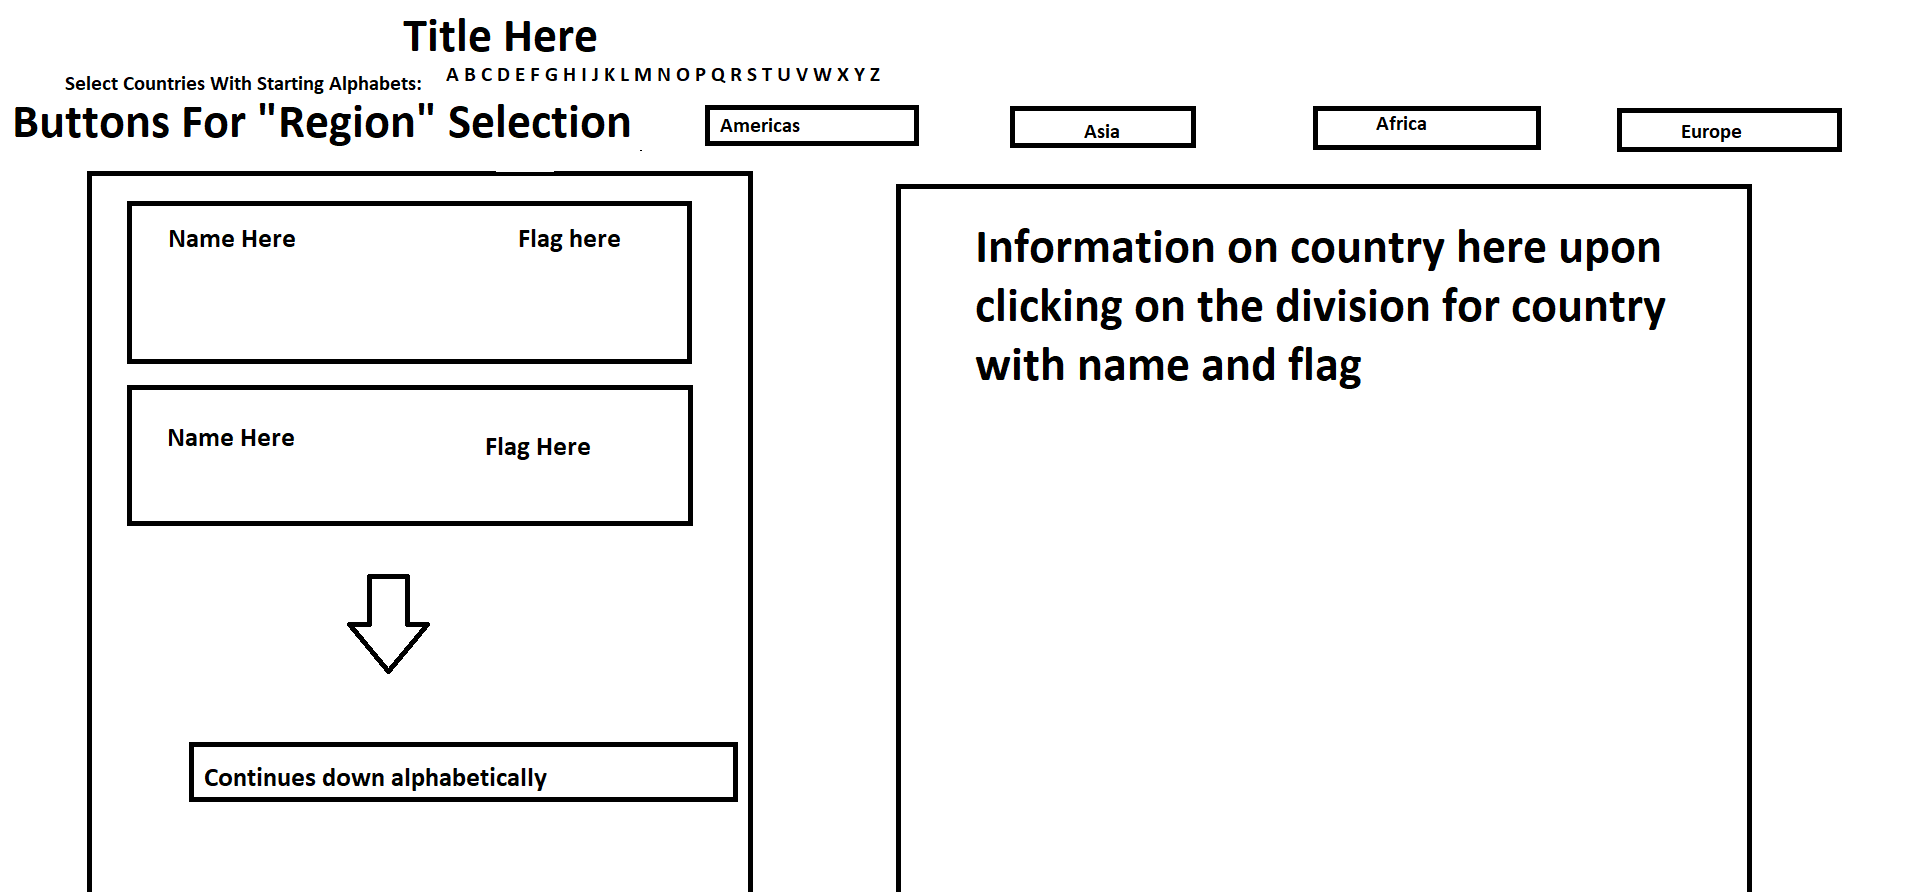 Title Here
Select Countries With Starting Alphabets:
A B C D E F G H I J K L M N O P Q R S T U V W X Y Z
Buttons For "Region" Selection
Americas
Asia
Africa
Europe
Name Here
Flag here
Name Here
Flag Here
Continues down alphabetically
Information on country here upon
clicking on the division for country
with name and flag